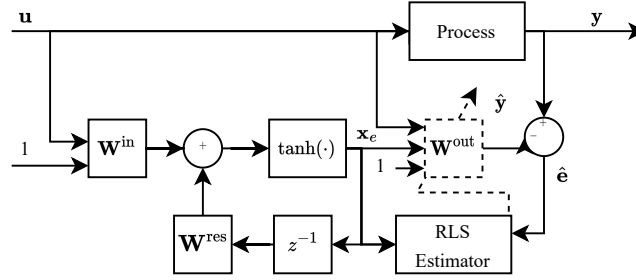 u
Process
y
ŷ
1
W^in
+
tanh(·)
x_e
1
W^out
+
-
ê
W^res
z^{-1}
RLS
Estimator